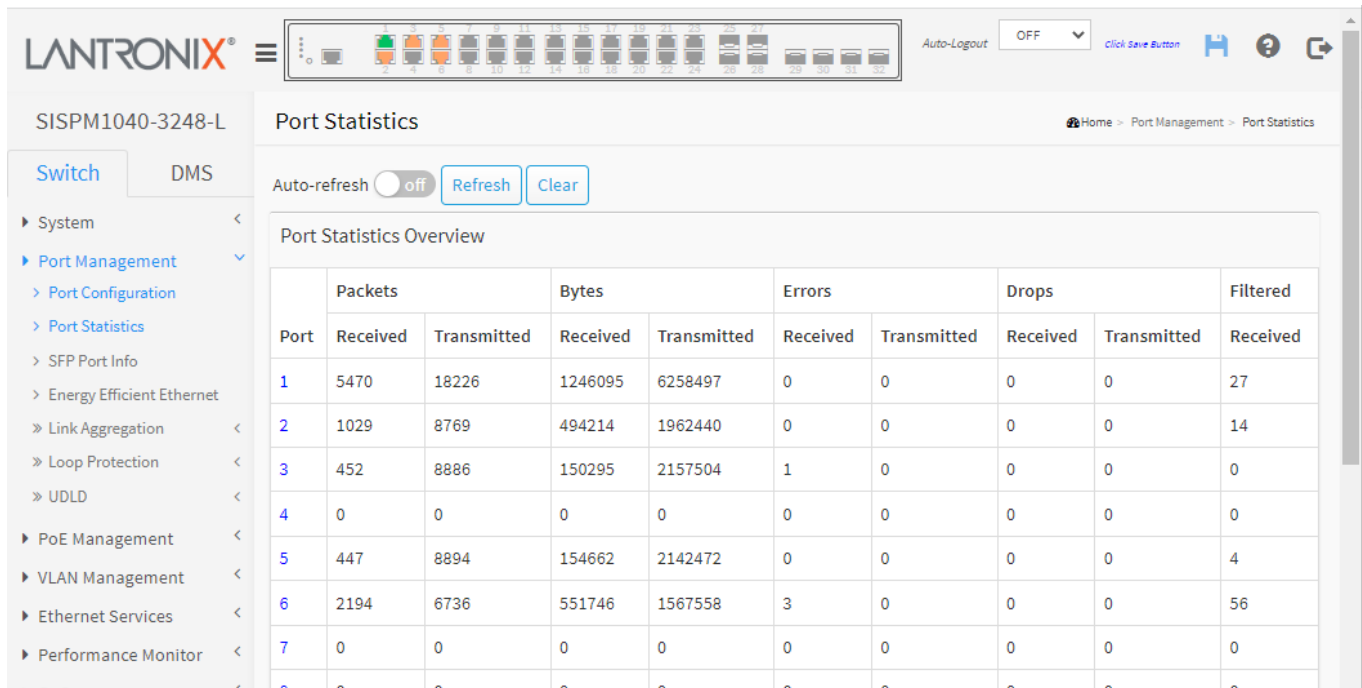 LANTRONIX®
1 3 5 7 9 11 13 15 17 19 21 23 25 27
2 4 6 8 10 12 14 16 18 20 22 24 26 28 29 30 31 32
Auto-Logout OFF Click Save Button
SISPM1040-3248-L
Switch DMS
System
Port Management
Port Configuration
Port Statistics
SFP Port Info
Energy Efficient Ethernet
Link Aggregation
Loop Protection
UDLD
PoE Management
VLAN Management
Ethernet Services
Performance Monitor
Port Statistics
Home > Port Management > Port Statistics
Auto-refresh off Refresh Clear
Port Statistics Overview
Packets Bytes Errors Drops Filtered
Port Received Transmitted Received Transmitted Received Transmitted Received Transmitted Received
1 5470 18226 1246095 6258497 0 0 0 0 27
2 1029 8769 494214 1962440 0 0 0 0 14
3 452 8886 150295 2157504 1 0 0 0 0
4 0 0 0 0 0 0 0 0 0
5 447 8894 154662 2142472 0 0 0 0 4
6 2194 6736 551746 1567558 3 0 0 0 56
7 0 0 0 0 0 0 0 0 0